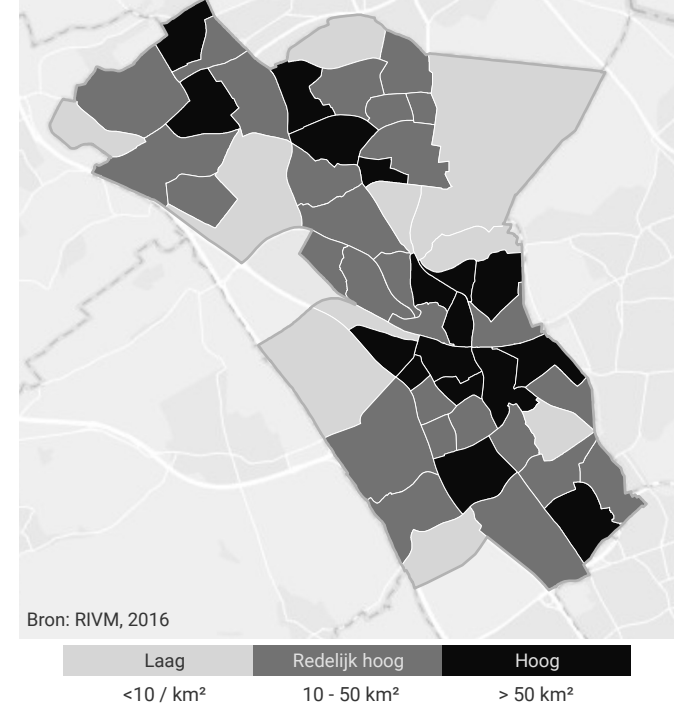 Bron: RIVM, 2016
Laag Redelijk hoog Hoog
<10 / km² 10 - 50 km² > 50 km²